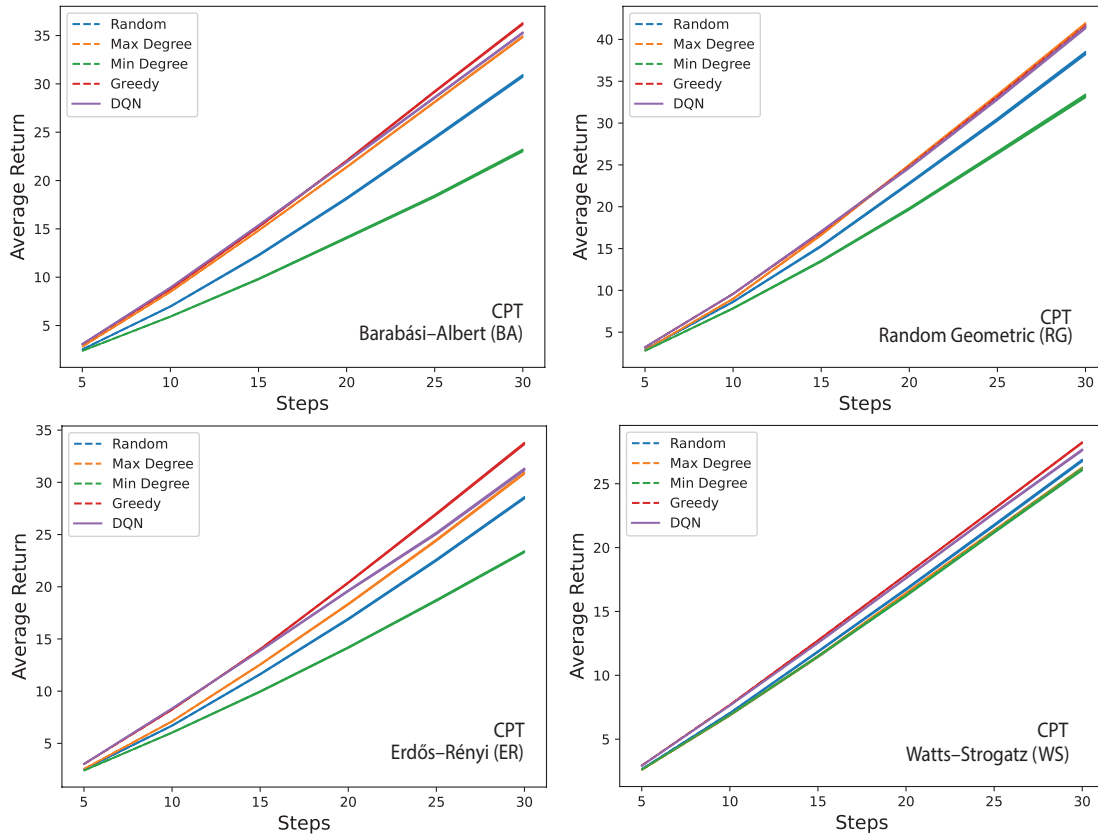 Average Return
35
30
25
20
15
10
5
Random
Max Degree
Min Degree
Greedy
DQN
CPT
Barabási–Albert (BA)
5 10 15 20 25 30
Steps
Average Return
40
35
30
25
20
15
10
5
Random
Max Degree
Min Degree
Greedy
DQN
CPT
Random Geometric (RG)
5 10 15 20 25 30
Steps
Average Return
35
30
25
20
15
10
5
Random
Max Degree
Min Degree
Greedy
DQN
CPT
Erdős–Rényi (ER)
5 10 15 20 25 30
Steps
Average Return
25
20
15
10
5
Random
Max Degree
Min Degree
Greedy
DQN
CPT
Watts–Strogatz (WS)
5 10 15 20 25 30
Steps